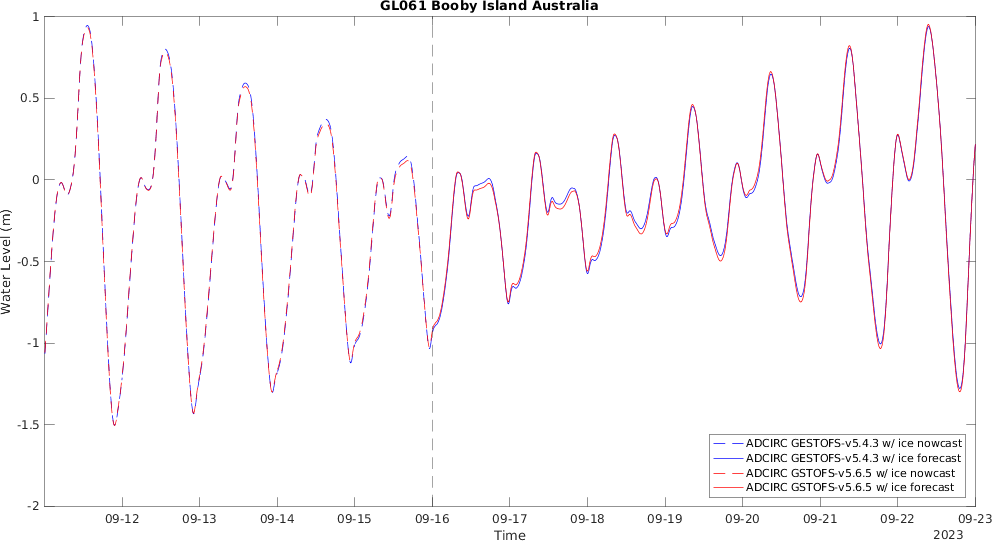 GL061 Booby Island Australia
Water Level (m)
1
0.5
0
-0.5
-1
-1.5
-2
09-12 09-13 09-14 09-15 09-16 09-17 09-18 09-19 09-20 09-21 09-22 09-23
Time
2023
ADCIRC GESTOFS-v5.4.3 w/ ice nowcast
ADCIRC GESTOFS-v5.4.3 w/ ice forecast
ADCIRC GSTOFS-v5.6.5 w/ ice nowcast
ADCIRC GSTOFS-v5.6.5 w/ ice forecast